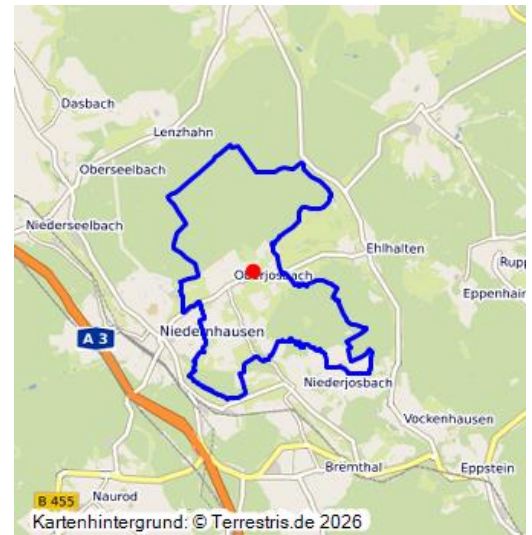 Dasbach
Lenzhahn
Oberseelbach
Niederseelbach
Ehlhalten
Oberjosbach
Rupp
Eppenhain
A 3
Niedernhausen
Niederjosbach
Vockenhausen
Bremthal
Eppstein
B 455
Naurod
Kartenhintergrund: © Terrestris.de 2026